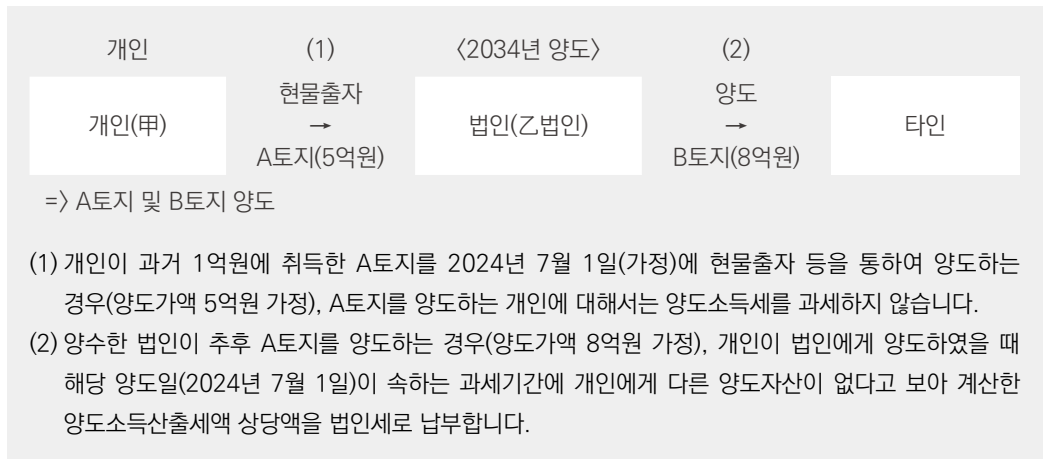 개인 (1) 〈2034년 양도〉 (2)
개인(甲) 현물출자 → A토지(5억원) 법인(乙법인) 양도 → B토지(8억원) 타인
=〉 A토지 및 B토지 양도
(1) 개인이 과거 1억원에 취득한 A토지를 2024년 7월 1일(가정)에 현물출자 등을 통하여 양도하는
경우(양도가액 5억원 가정), A토지를 양도하는 개인에 대해서는 양도소득세를 과세하지 않습니다.
(2) 양수한 법인이 추후 A토지를 양도하는 경우(양도가액 8억원 가정), 개인이 법인에게 양도하였을 때
해당 양도일(2024년 7월 1일)이 속하는 과세기간에 개인에게 다른 양도자산이 없다고 보아 계산한
양도소득산출세액 상당액을 법인세로 납부합니다.